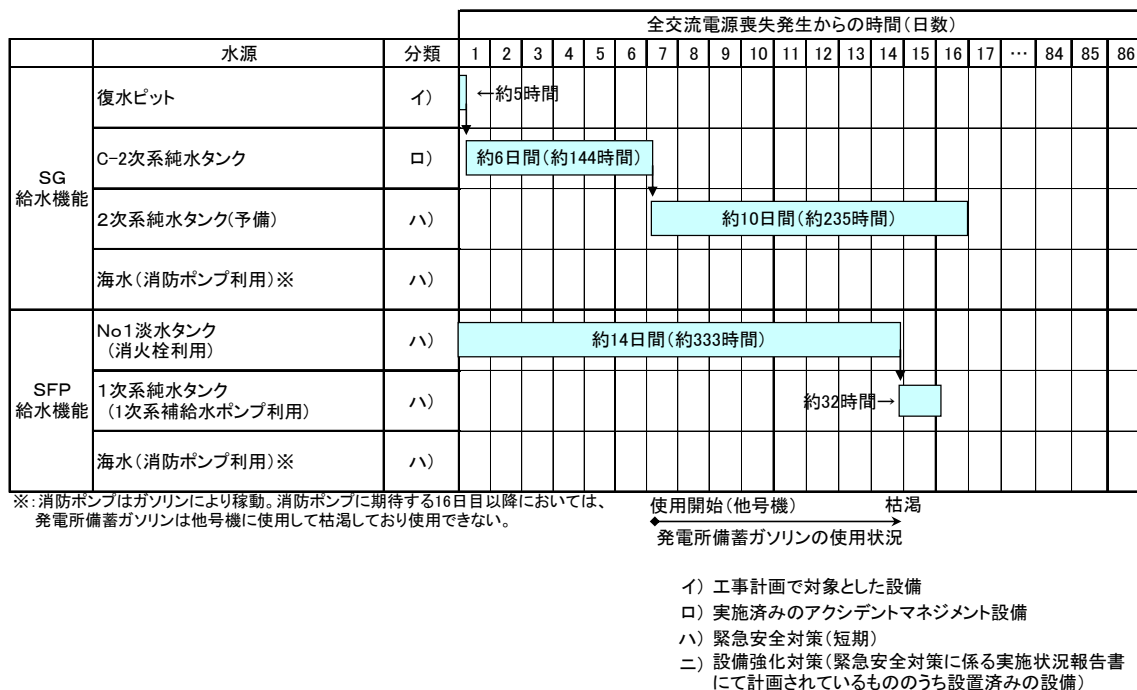 全交流電源喪失発生からの時間(日数)
水源 分類 1 2 3 4 5 6 7 8 9 10 11 12 13 14 15 16 17 … 84 85 86
SG
給水機能
復水ピット イ) ←約5時間
C-2次系純水タンク ロ) 約6日間(約144時間)
2次系純水タンク(予備) ハ) 約10日間(約235時間)
海水(消防ポンプ利用)※ ハ)
SFP
給水機能
No1淡水タンク
(消火栓利用) ハ) 約14日間(約333時間)
1次系純水タンク
(1次系補給水ポンプ利用) ハ) 約32時間→
海水(消防ポンプ利用)※ ハ)
※:消防ポンプはガソリンにより稼動。消防ポンプに期待する16日目以降においては、
発電所備蓄ガソリンは他号機に使用して枯渇しており使用できない。
使用開始(他号機) 枯渇
発電所備蓄ガソリンの使用状況
イ) 工事計画で対象とした設備
ロ) 実施済みのアクシデントマネジメント設備
ハ) 緊急安全対策(短期)
ニ) 設備強化対策(緊急安全対策に係る実施状況報告書
にて計画されているもののうち設置済みの設備)